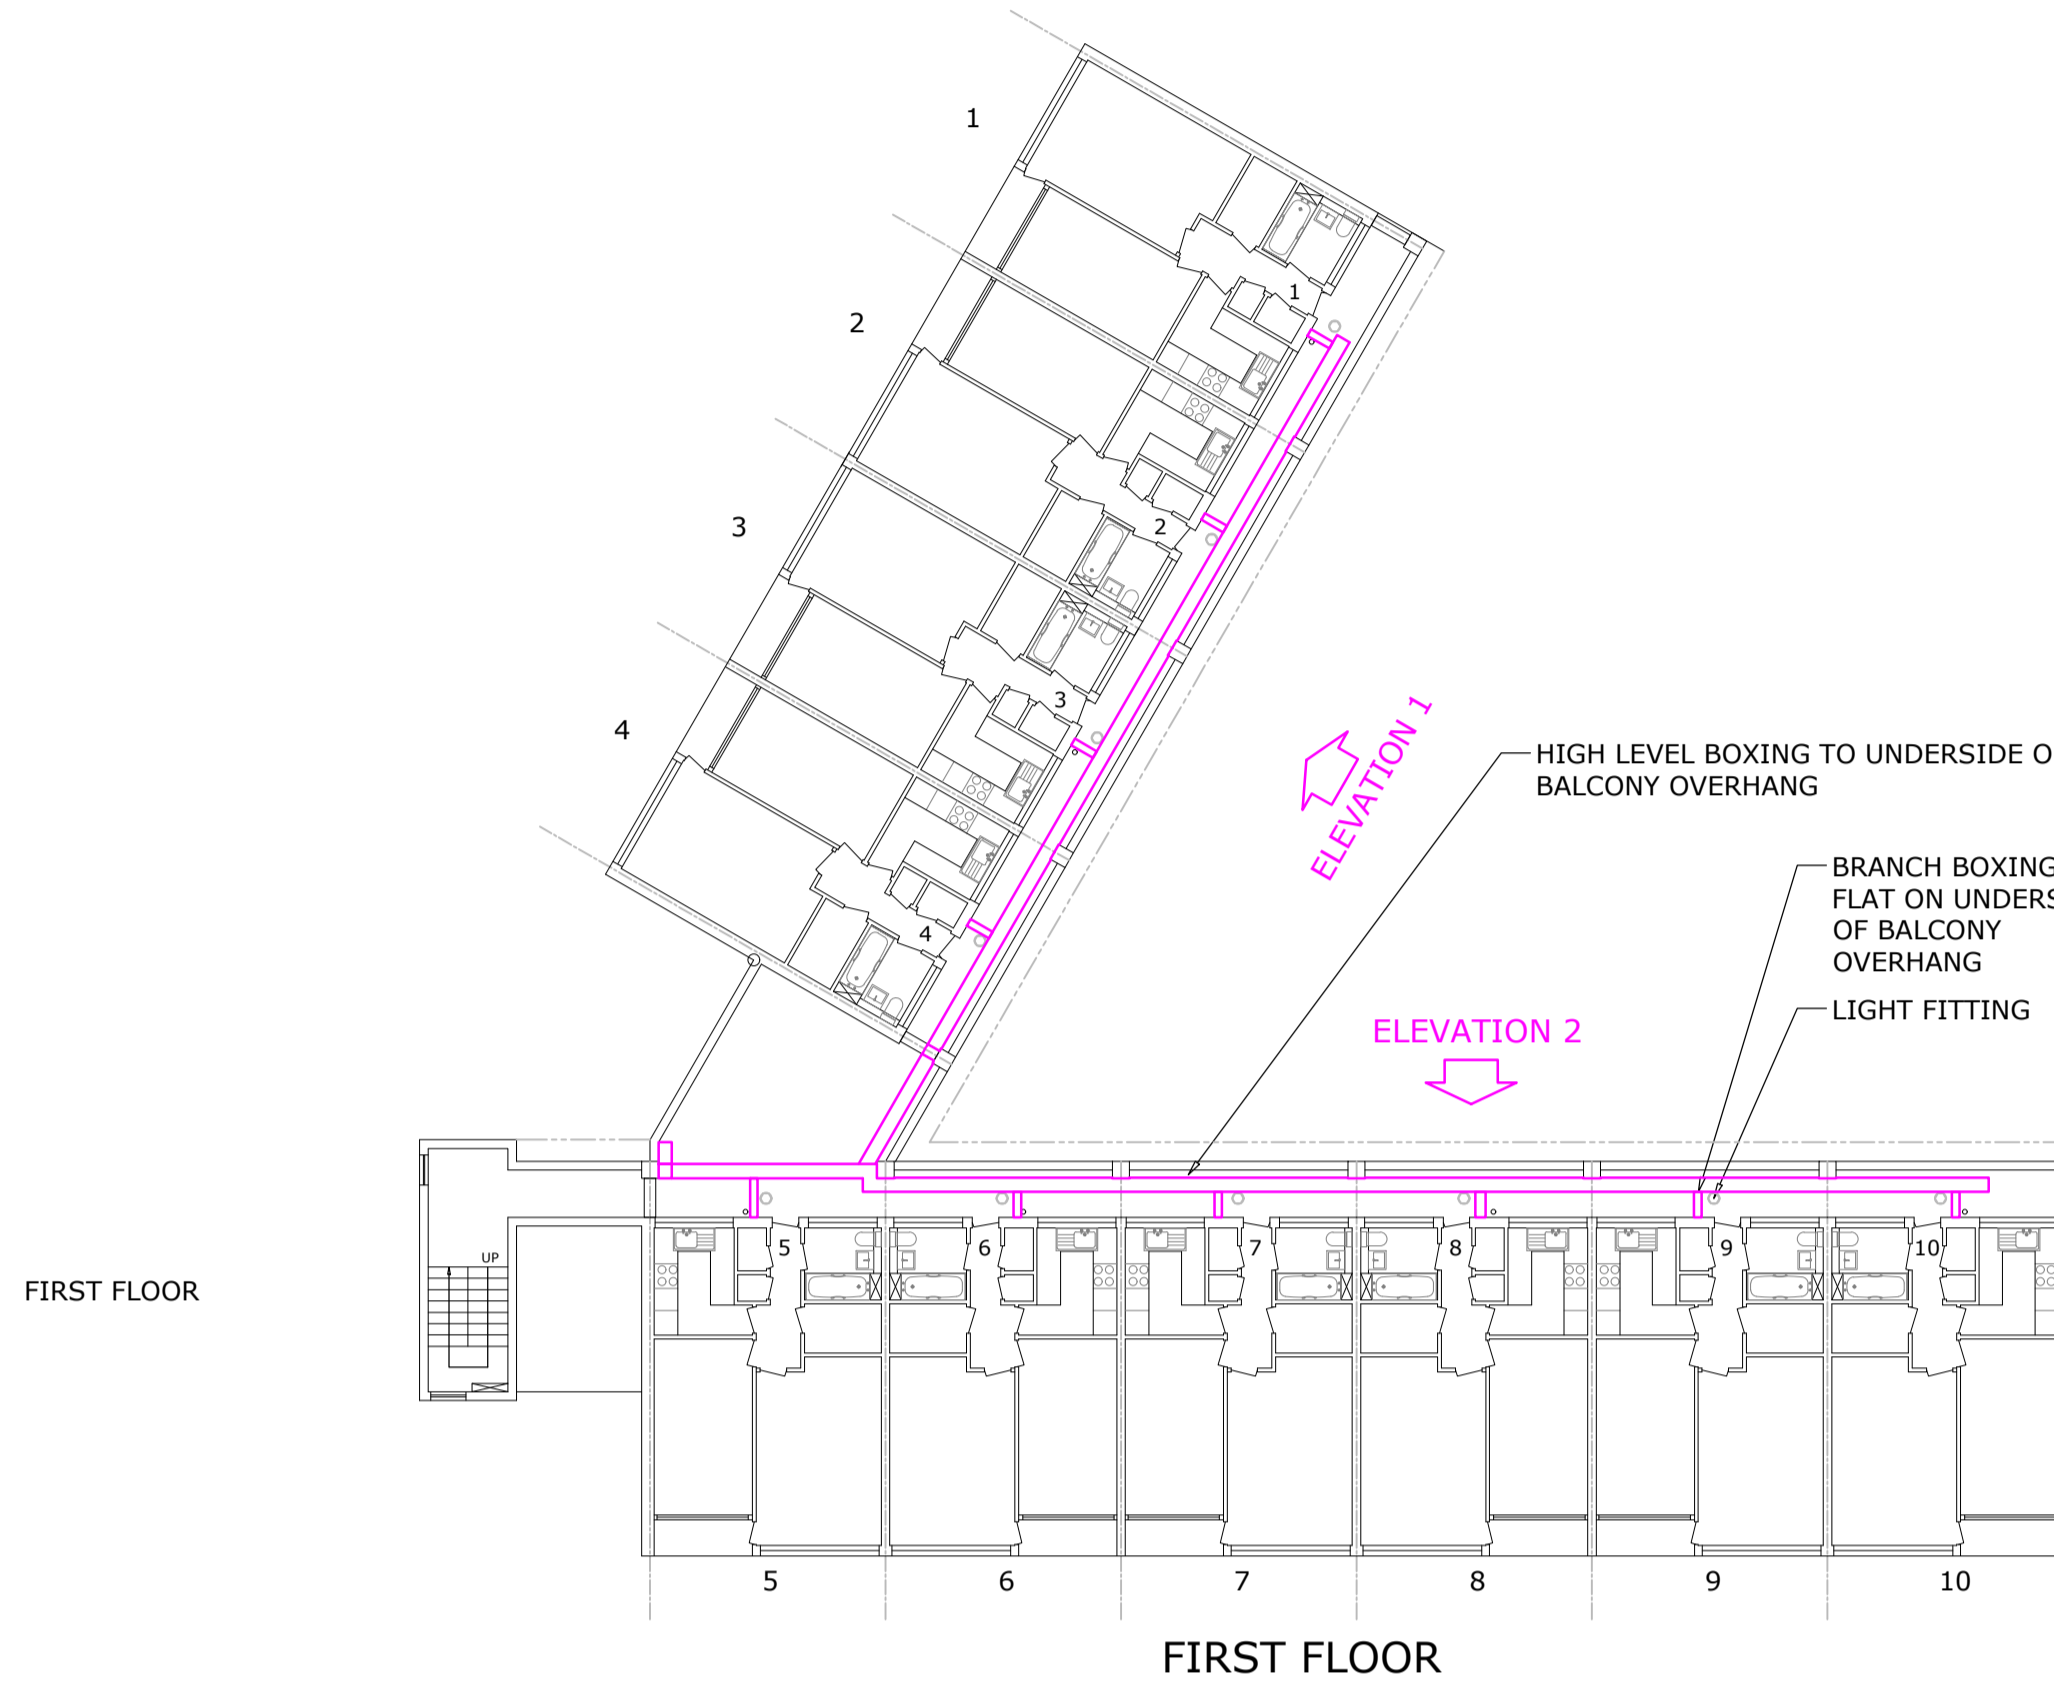 1
2
3
4
1
2
3
4
ELEVATION 1
HIGH LEVEL BOXING TO UNDERSIDE O
BALCONY OVERHANG
BRANCH BOXING
FLAT ON UNDERS
OF BALCONY
OVERHANG
LIGHT FITTING
ELEVATION 2
UP
5
6
7
8
9
10
FIRST FLOOR
5
6
7
8
9
10
FIRST FLOOR